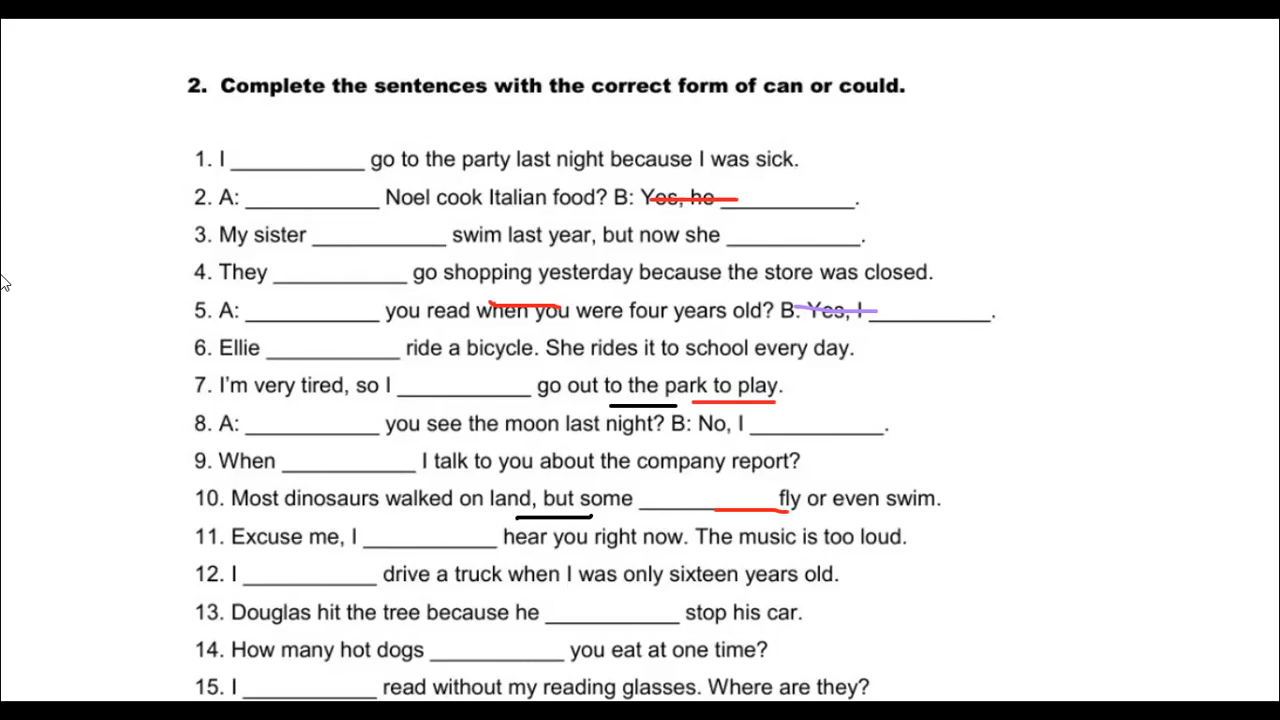 2. Complete the sentences with the correct form of can or could.
1. I ____________ go to the party last night because I was sick.
2. A: ____________ Noel cook Italian food? B: Yes, he ____________.
3. My sister ____________ swim last year, but now she ____________.
4. They ____________ go shopping yesterday because the store was closed.
5. A: ____________ you read when you were four years old? B: Yes, I ___________.
6. Ellie ____________ ride a bicycle. She rides it to school every day.
7. I'm very tired, so I ____________ go out to the park to play.
8. A: ____________ you see the moon last night? B: No, I ____________.
9. When ____________ I talk to you about the company report?
10. Most dinosaurs walked on land, but some ____________ fly or even swim.
11. Excuse me, I ____________ hear you right now. The music is too loud.
12. I ____________ drive a truck when I was only sixteen years old.
13. Douglas hit the tree because he ____________ stop his car.
14. How many hot dogs ____________ you eat at one time?
15. I ____________ read without my reading glasses. Where are they?